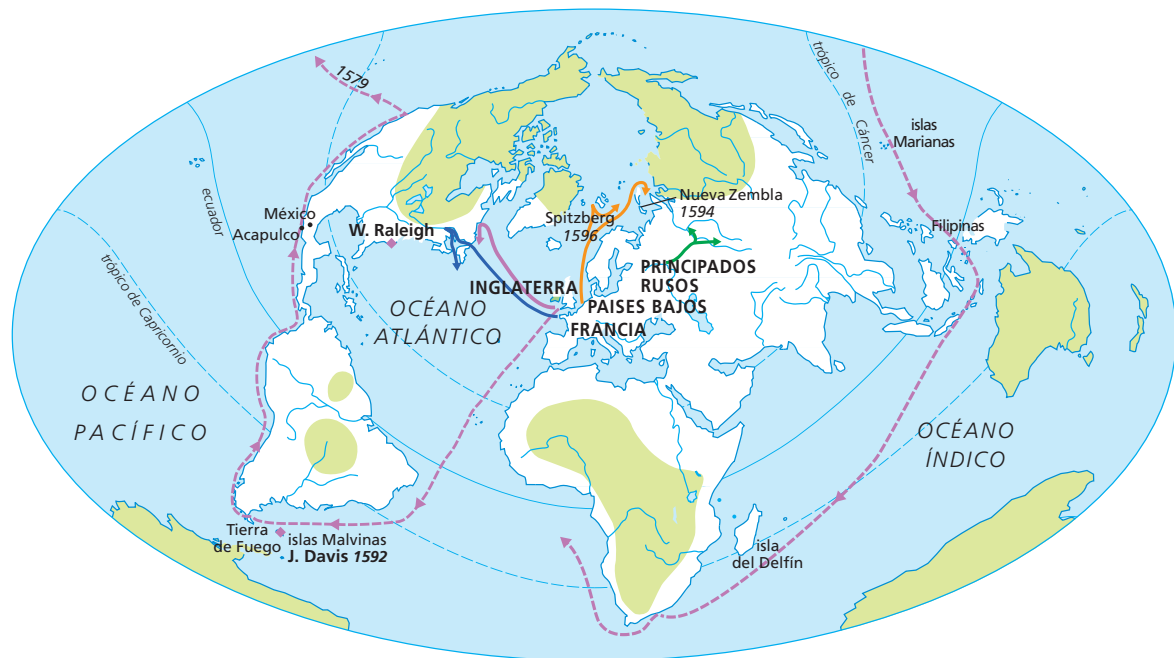 1579
trópico de
Cáncer
islas
Marianas
ecuador
México
Acapulco
W. Raleigh
Spitzberg
1596
Nueva Zembla
1594
Filipinas
trópico de Capricornio
INGLATERRA
PRINCIPADOS
RUSOS
PAISES BAJOS
FRANCIA
OCÉANO
ATLÁNTICO
OCÉANO
PACÍFICO
OCÉANO
ÍNDICO
Tierra
de Fuego
islas Malvinas
J. Davis 1592
isla
del Delfín